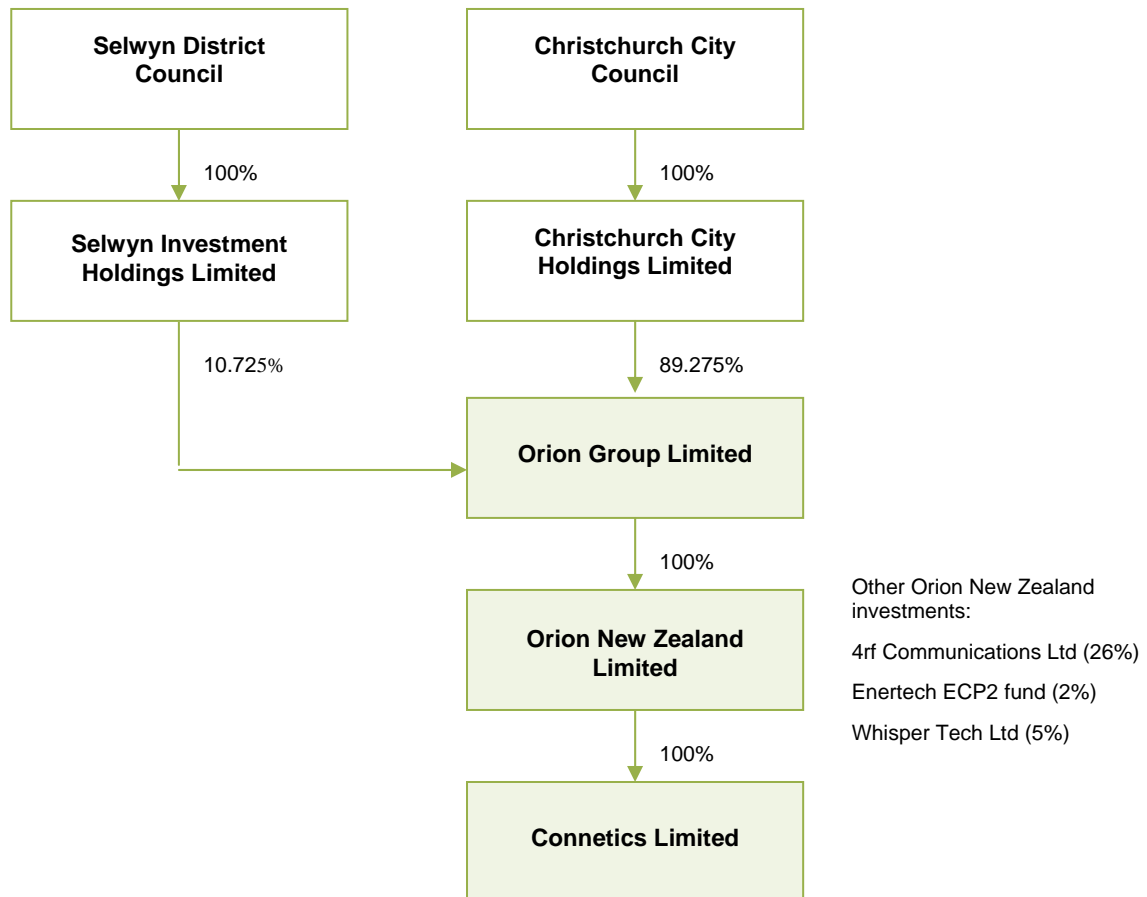 Selwyn District
Council
Christchurch City
Council
100%
100%
Selwyn Investment
Holdings Limited
Christchurch City
Holdings Limited
10.725%
89.275%
Orion Group Limited
100%
Orion New Zealand
Limited
Other Orion New Zealand
investments:
4rf Communications Ltd (26%)
Enertech ECP2 fund (2%)
Whisper Tech Ltd (5%)
100%
Connetics Limited